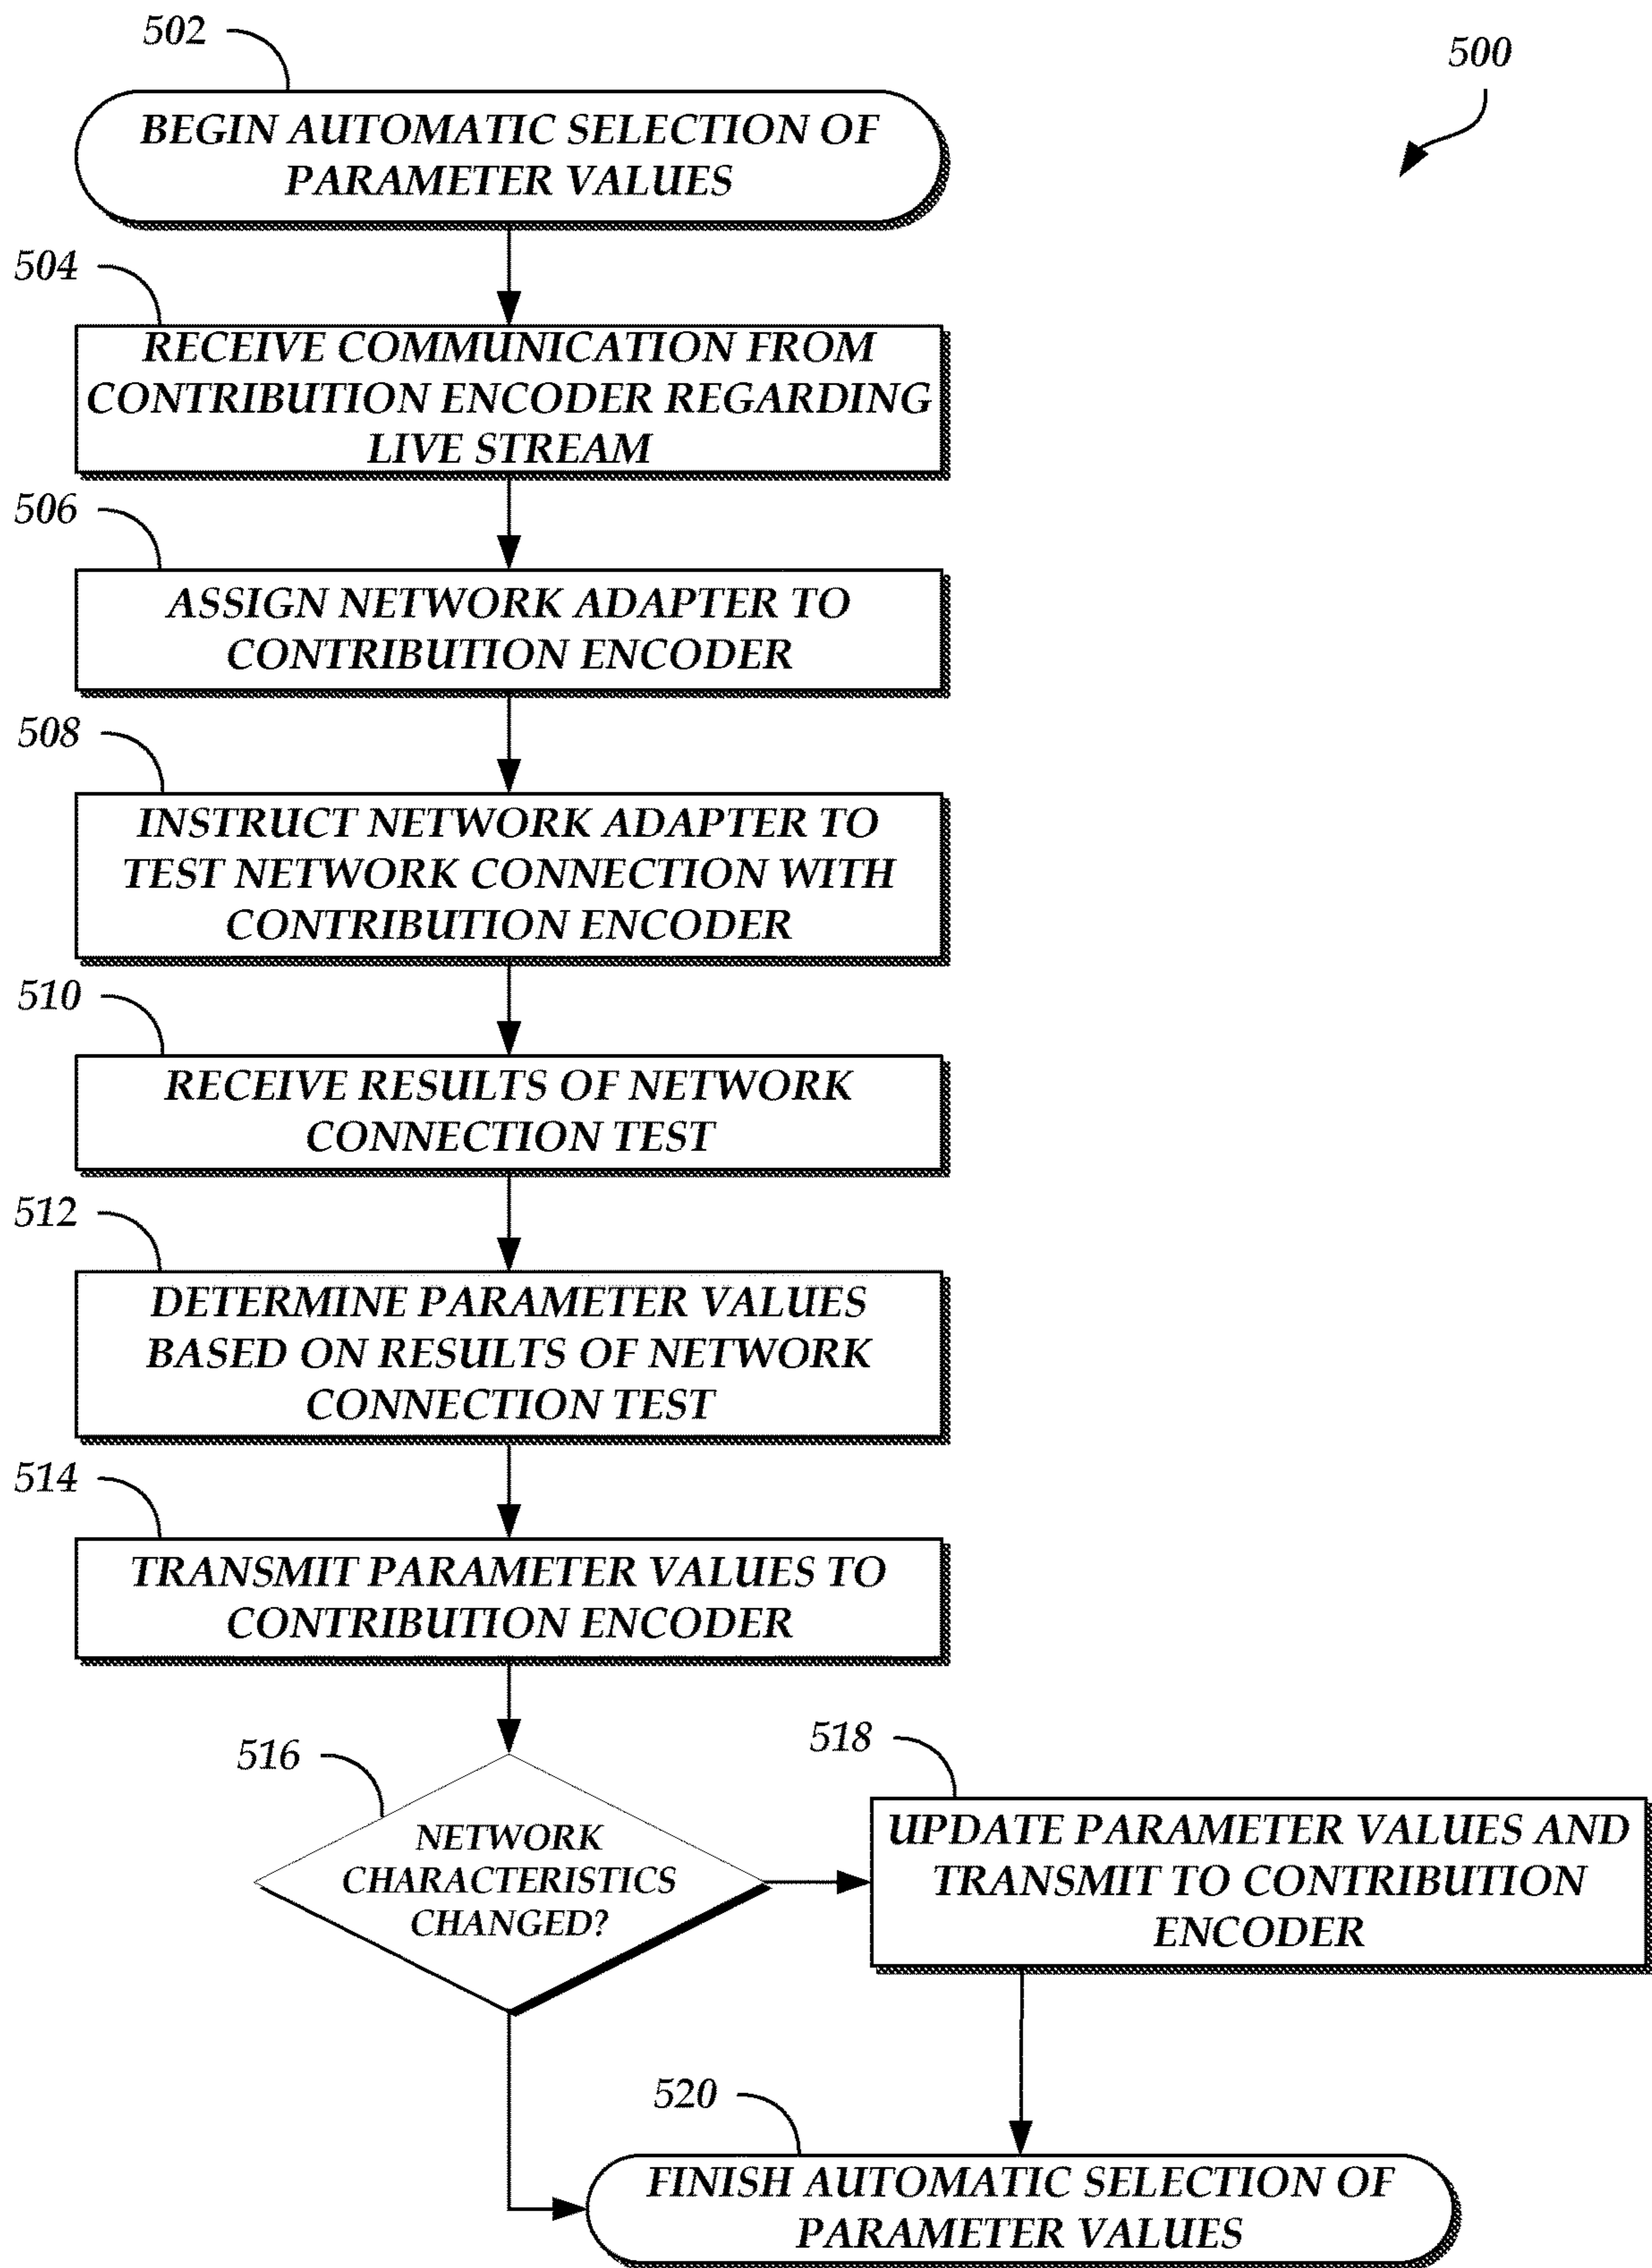 502
500
BEGIN AUTOMATIC SELECTION OF
PARAMETER VALUES
504
RECEIVE COMMUNICATION FROM
CONTRIBUTION ENCODER REGARDING
LIVE STREAM
506
ASSIGN NETWORK ADAPTER TO
CONTRIBUTION ENCODER
508
INSTRUCT NETWORK ADAPTER TO
TEST NETWORK CONNECTION WITH
CONTRIBUTION ENCODER
510
RECEIVE RESULTS OF NETWORK
CONNECTION TEST
512
DETERMINE PARAMETER VALUES
BASED ON RESULTS OF NETWORK
CONNECTION TEST
514
TRANSMIT PARAMETER VALUES TO
CONTRIBUTION ENCODER
516
NETWORK
CHARACTERISTICS
CHANGED?
518
UPDATE PARAMETER VALUES AND
TRANSMIT TO CONTRIBUTION
ENCODER
520
FINISH AUTOMATIC SELECTION OF
PARAMETER VALUES